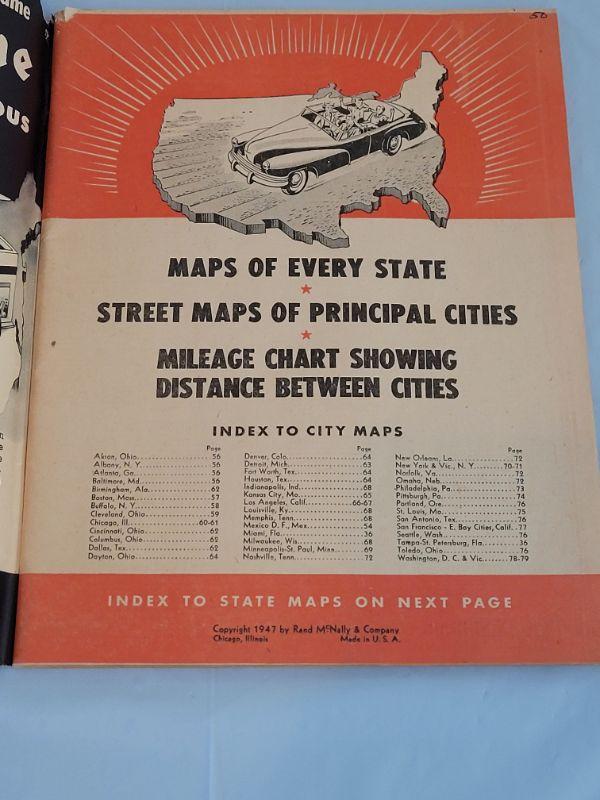 ame
ne
OUS
50
MAPS OF EVERY STATE
STREET MAPS OF PRINCIPAL CITIES
MILEAGE CHART SHOWING
DISTANCE BETWEEN CITIES
INDEX TO CITY MAPS
Page
Akron, Ohio 56
Albany, N. Y. 56
Atlanta, Ga. 56
Baltimore, Md. 56
Birmingham, Ala. 62
Boston, Mass. 57
Buffalo, N. Y. 58
Cleveland, Ohio 59
Chicago, Ill. 60-61
Cincinnati, Ohio 62
Columbus, Ohio 62
Dallas, Tex. 62
Dayton, Ohio 64
Page
Denver, Colo. 64
Detroit, Mich. 63
Fort Worth, Tex. 64
Houston, Tex. 64
Indianapolis, Ind. 68
Kansas City, Mo. 65
Los Angeles, Calif. 66-67
Louisville, Ky. 68
Memphis, Tenn. 68
Mexico D. F., Mex. 54
Miami, Fla. 36
Milwaukee, Wis. 68
Minneapolis-St. Paul, Minn. 69
Nashville, Tenn. 72
Page
New Orleans, La. 72
New York & Vic., N. Y. 70-71
Norfolk, Va. 72
Omaha, Neb. 72
Philadelphia, Pa. 73
Pittsburgh, Pa. 74
Portland, Ore. 76
St. Louis, Mo. 75
San Antonio, Tex. 76
San Francisco - E. Bay Cities, Calif. 77
Seattle, Wash. 76
Tampa-St. Petersburg, Fla. 36
Toledo, Ohio 76
Washington, D. C. & Vic. 78-79
INDEX TO STATE MAPS ON NEXT PAGE
Copyright 1947 by Rand McNally & Company
Chicago, Illinois Made in U. S. A.